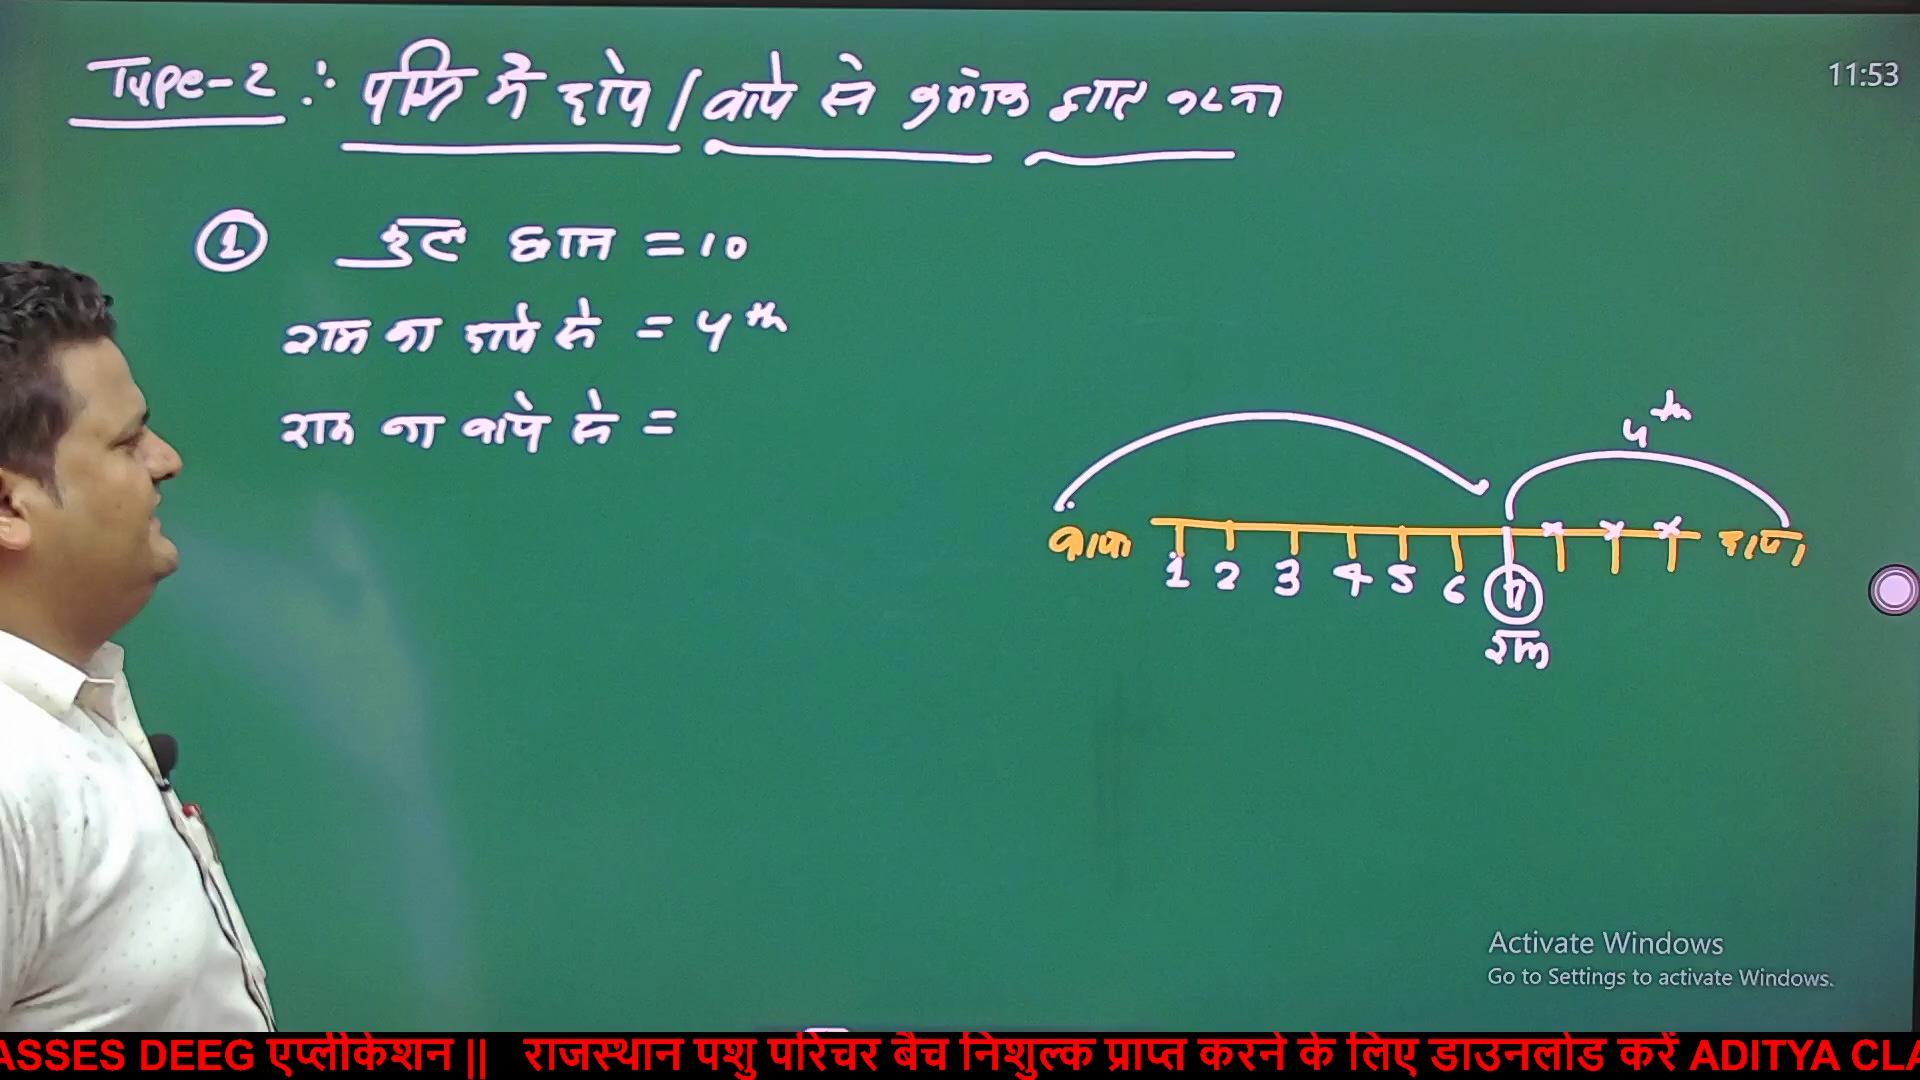 Type-2 :· पंक्ति में दांये / बांये से क्रमांक ज्ञात करना
11:53
① कुल छात्र = 10
राम का दांये से = 4th
राम का बांये से =
4th
बांया दांया
1 2 3 4 5 6 7
राम
Activate Windows
Go to Settings to activate Windows.
ASSES DEEG एप्लीकेशन || राजस्थान पशु परिचर बैच निशुल्क प्राप्त करने के लिए डाउनलोड करें ADITYA CLA